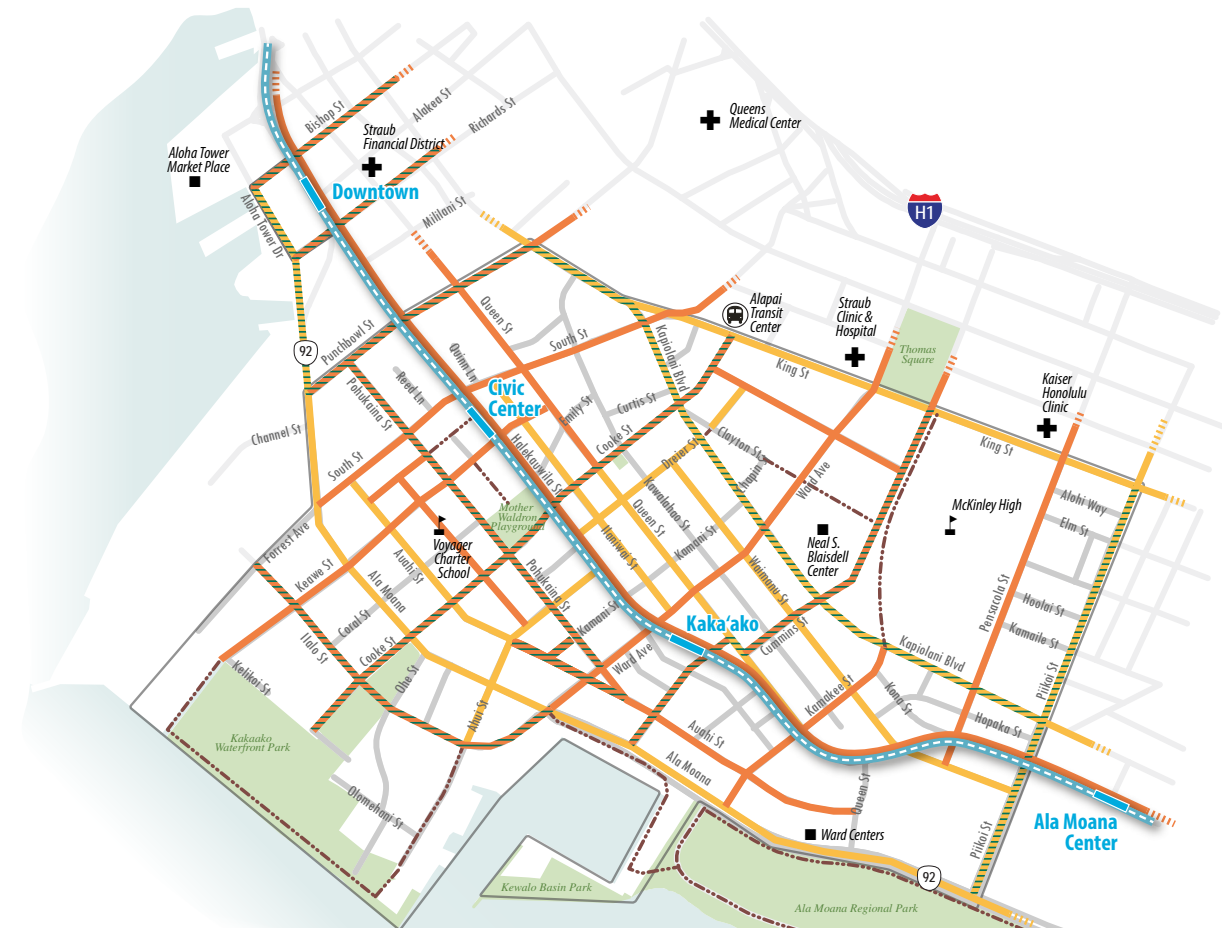 Queens
Medical Center
Bishop St
Alakea St
Richards St
Straub
Financial District
Aloha Tower
Market Place
Downtown
Aloha Tower Dr
Mililani St
H1
Alapai
Transit
Center
Straub
Clinic &
Hospital
Thomas
Square
Kaiser
Honolulu
Clinic
92
Punchbowl St
Queen St
South St
Kapiolani Blvd
King St
Quinn Ln
Reed Ln
Pohukaina St
Civic
Center
Emily St
Curtis St
Cooke St
Channel St
South St
Halekauwila St
Dreier St
Clayton St
Chapin
Ward Ave
King St
Kawaiahao St
Queen St
Ilaniwai St
Kamani St
Mother
Waldron
Playground
McKinley High
Alohi Way
Elm St
Neal S.
Blaisdell
Center
Voyager
Charter
School
Forrest Ave
Keawe St
Auahi St
Ala Moana
Pohukaina St
Waimanu St
Pensacola St
Hoolai St
Kamaile St
Coral St
Ilalo St
Cooke St
Kamani St
Kaka‘ako
Cummins St
Kapiolani Blvd
Ward Ave
Kelikoi St
Ohe St
Ahui St
Kamakee St
Kona St
Piikoi St
Hopaka St
Kakaako
Waterfront Park
Auahi St
Ala Moana
Olomehani St
Queen St
Ward Centers
Piikoi St
Ala Moana
Center
92
Kewalo Basin Park
Ala Moana Regional Park